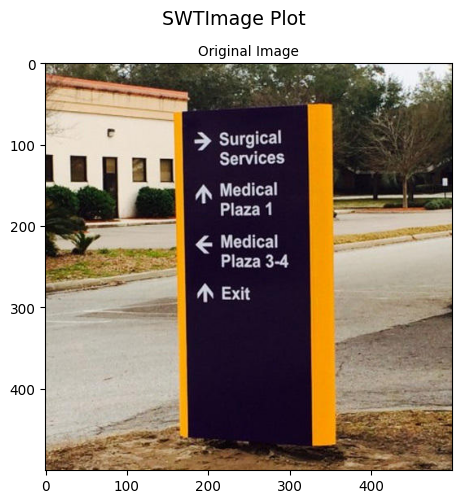 SWTImage Plot
Original Image
0
100
200
300
400
Surgical
Services
Medical
Plaza 1
Medical
Plaza 3-4
Exit
0 100 200 300 400